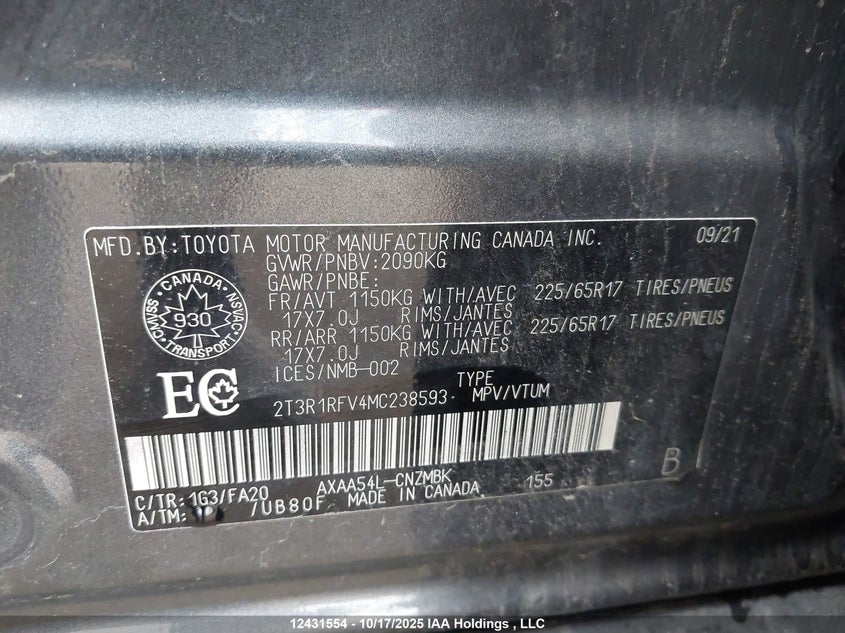 MFD.BY:TOYOTA MOTOR MANUFACTURING CANADA INC. 09/21
GVWR/PNBV:2090KG
GAWR/PNBE:
FR/AVT 1150KG WITH/AVEC 225/65R17 TIRES/PNEUS
17X7.0J RIMS/JANTES
RR/ARR 1150KG WITH/AVEC 225/65R17 TIRES/PNEUS
17X7.0J RIMS/JANTES
ICES/NMB-002
CANADA
CMVSS 930 NSVAC
TRANSPORT
EC
TYPE
2T3R1RFV4MC238593 MPV/VTUM
B
C/TR:1G3/FA20 AXAA54L-CNZMBK 155
A/TM: /UB80F MADE IN CANADA
12431554 - 10/17/2025 IAA Holdings , LLC